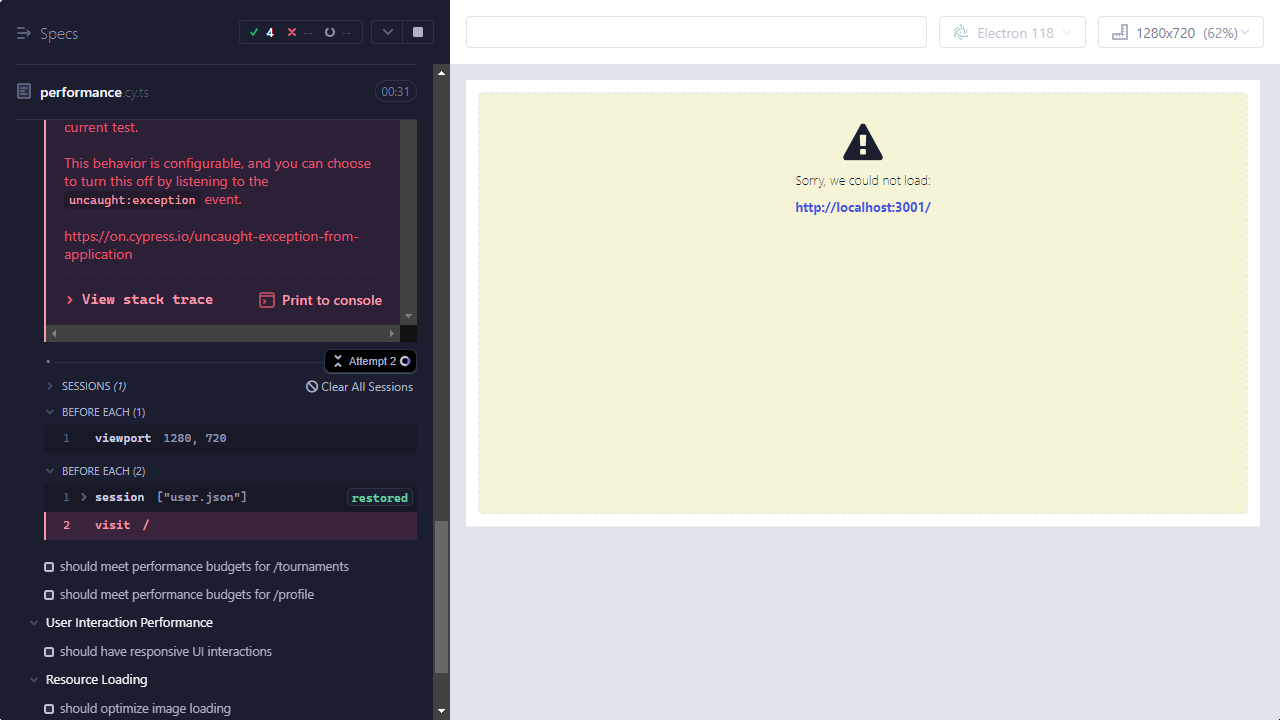 Specs
4
--
--
Electron 118
1280x720 (62%)
performance.cy.ts
00:31
current test.
This behavior is configurable, and you can choose
to turn this off by listening to the
uncaught:exception event.
https://on.cypress.io/uncaught-exception-from-
application
View stack trace
Print to console
Attempt 2
SESSIONS (1)
Clear All Sessions
BEFORE EACH (1)
1 viewport 1280, 720
BEFORE EACH (2)
1 session ["user.json"] restored
2 visit /
should meet performance budgets for /tournaments
should meet performance budgets for /profile
User Interaction Performance
should have responsive UI interactions
Resource Loading
should optimize image loading
Sorry, we could not load:
http://localhost:3001/